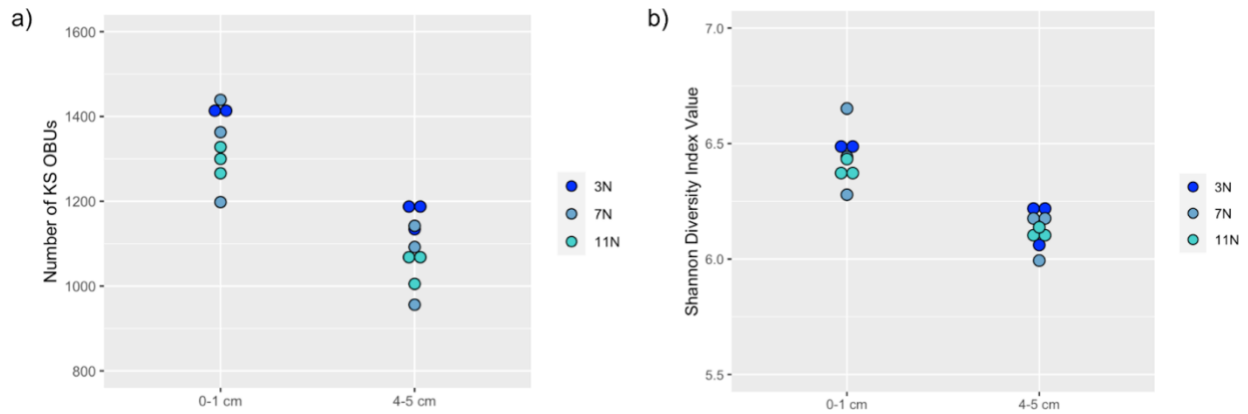 a)
Number of KS OBUs
1600
1400
1200
1000
800
0-1 cm
4-5 cm
3N
7N
11N
b)
Shannon Diversity Index Value
7.0
6.5
6.0
5.5
0-1 cm
4-5 cm
3N
7N
11N